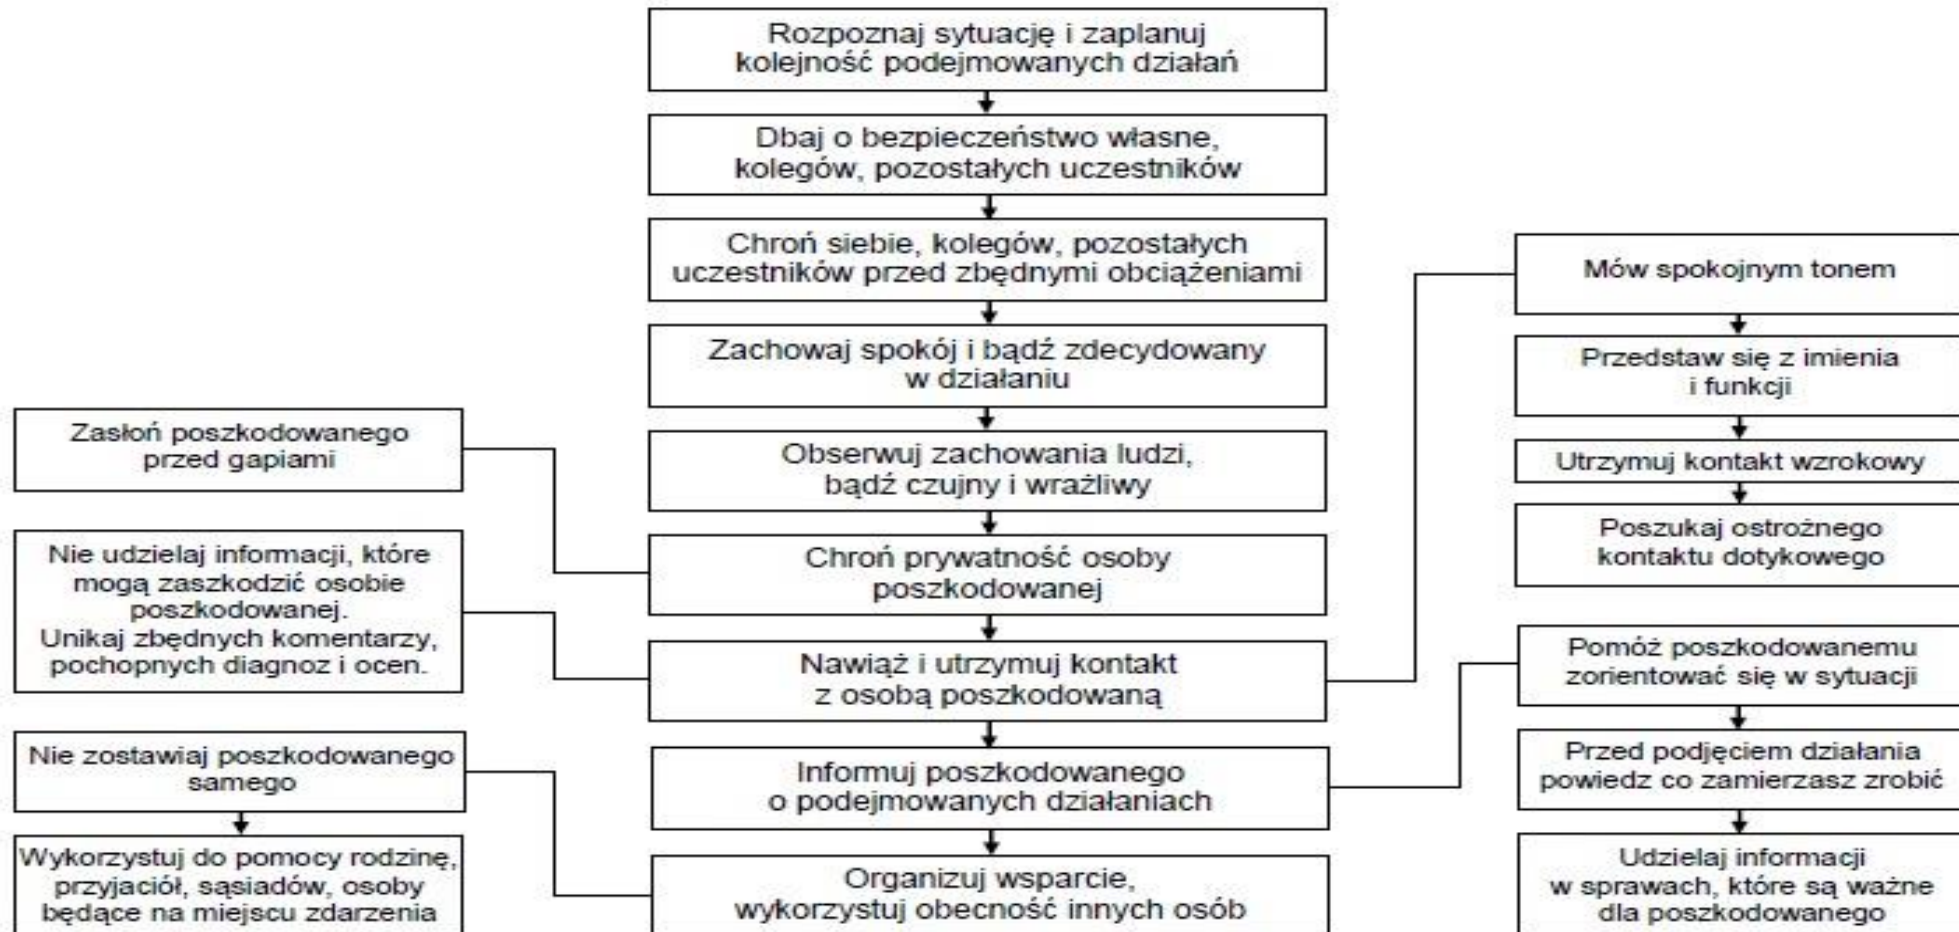 Rozpoznaj sytuację i zaplanuj
kolejność podejmowanych działań
Dbaj o bezpieczeństwo własne,
kolegów, pozostałych uczestników
Chroń siebie, kolegów, pozostałych
uczestników przed zbędnymi obciążeniami
Zachowaj spokój i bądź zdecydowany
w działaniu
Obserwuj zachowania ludzi,
bądź czujny i wrażliwy
Chroń prywatność osoby
poszkodowanej
Nawiąż i utrzymuj kontakt
z osobą poszkodowaną
Informuj poszkodowanego
o podejmowanych działaniach
Organizuj wsparcie,
wykorzystuj obecność innych osób
Zasłoń poszkodowanego
przed gapiami
Nie udzielaj informacji, które
mogą zaszkodzić osobie
poszkodowanej.
Unikaj zbędnych komentarzy,
pochopnych diagnoz i ocen.
Nie zostawiaj poszkodowanego
samego
Wykorzystuj do pomocy rodzinę,
przyjaciół, sąsiadów, osoby
będące na miejscu zdarzenia
Mów spokojnym tonem
Przedstaw się z imienia
i funkcji
Utrzymuj kontakt wzrokowy
Poszukaj ostrożnego
kontaktu dotykowego
Pomóż poszkodowanemu
zorientować się w sytuacji
Przed podjęciem działania
powiedz co zamierzasz zrobić
Udzielaj informacji
w sprawach, które są ważne
dla poszkodowanego